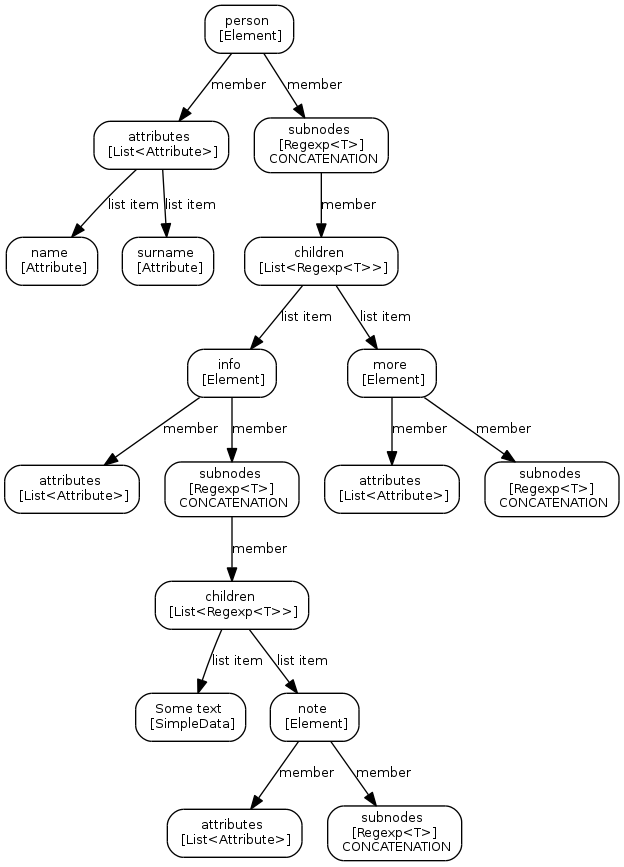 person
[Element]
member
member
attributes
[List<Attribute>]
subnodes
[Regexp<T>]
CONCATENATION
list item
list item
member
name
[Attribute]
surname
[Attribute]
children
[List<Regexp<T>>]
list item
list item
info
[Element]
more
[Element]
member
member
member
member
attributes
[List<Attribute>]
subnodes
[Regexp<T>]
CONCATENATION
attributes
[List<Attribute>]
subnodes
[Regexp<T>]
CONCATENATION
member
children
[List<Regexp<T>>]
list item
list item
Some text
[SimpleData]
note
[Element]
member
member
attributes
[List<Attribute>]
subnodes
[Regexp<T>]
CONCATENATION